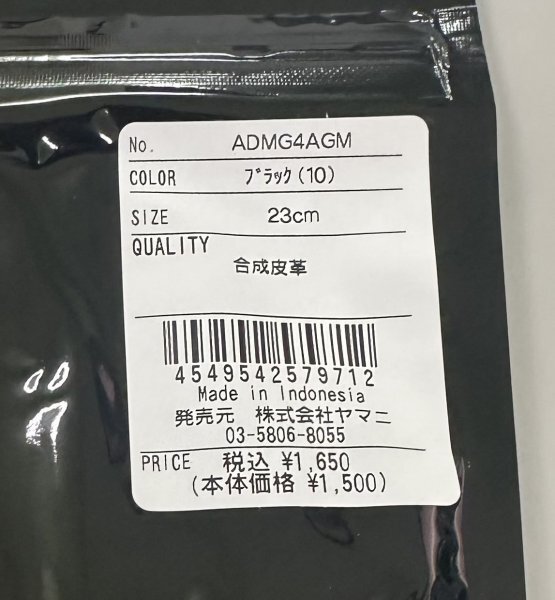 No. ADMG4AGM
COLOR ﾌﾞﾗｯｸ(10)
SIZE 23cm
QUALITY
合成皮革
4549542579712
Made in Indonesia
発売元 株式会社ヤマニ
03-5806-8055
PRICE 税込 ¥1,650
(本体価格 ¥1,500)